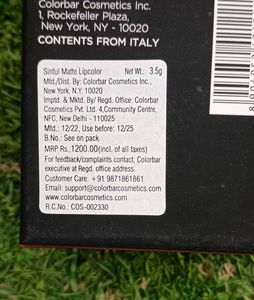 Colorbar Cosmetics Inc.
1, Rockefeller Plaza,
New York, NY - 10020
CONTENTS FROM ITALY
Sinful Matte Lipcolor Net Wt.: 3.5g
Mfd./Dist. By: Colorbar Cosmetics Inc.,
New York, N.Y. 10020
Imptd. & Mktd. By/ Regd. Office: Colorbar
Cosmetics Pvt. Ltd. 4,Community Centre,
NFC, New Delhi - 110025
Mfd.: 12/22, Use before: 12/25
B.No.: See on pack.
MRP Rs.:1200.00(incl. of all taxes)
For feedback/complaints contact, Colorbar
executive at Regd. office address.
Customer Care: +91 9871861861
Email: support@colorbarcosmetics.com
www.colorbarcosmetics.com
R.C.No.: COS-002330